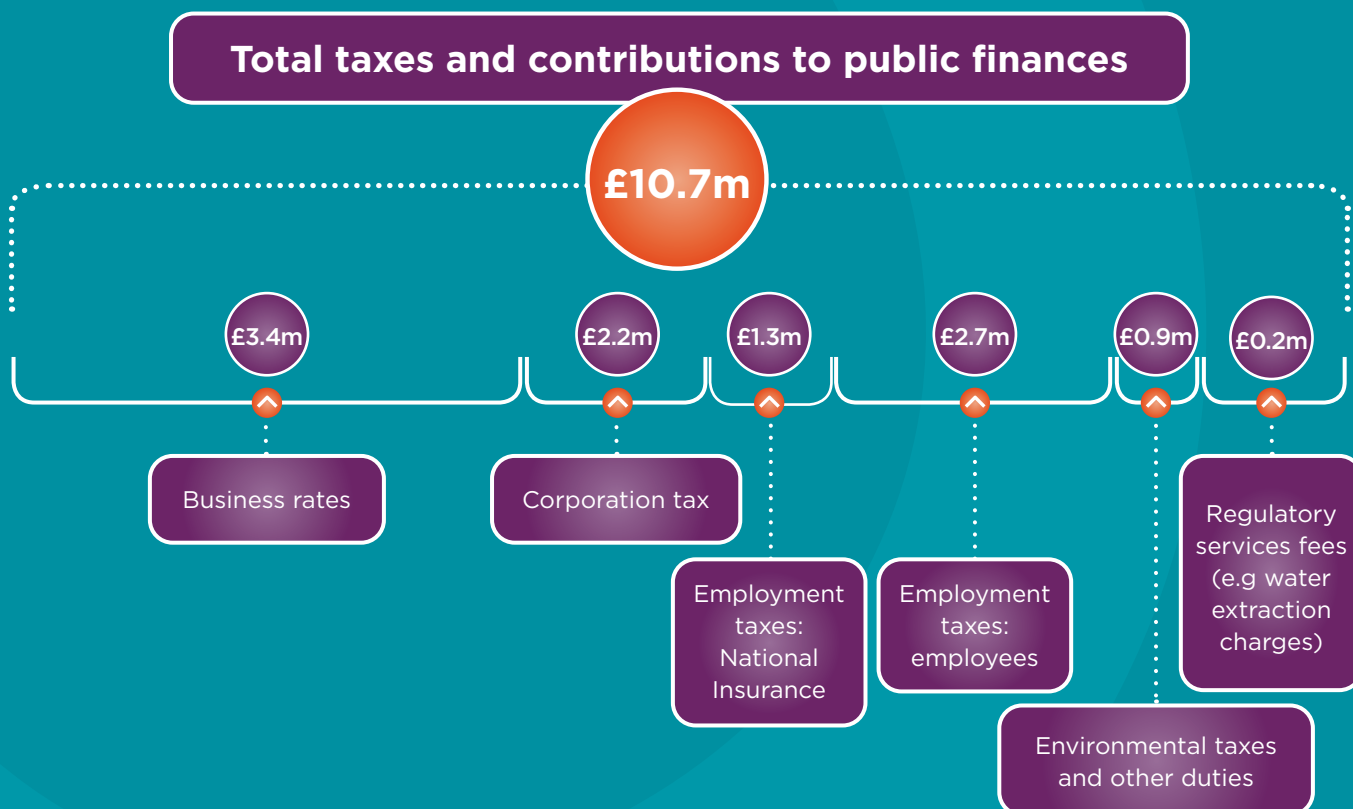 Total taxes and contributions to public finances
£10.7m
£3.4m
£2.2m
£1.3m
£2.7m
£0.9m
£0.2m
Business rates
Corporation tax
Employment
taxes:
National
Insurance
Employment
taxes:
employees
Environmental taxes
and other duties
Regulatory
services fees
(e.g water
extraction
charges)